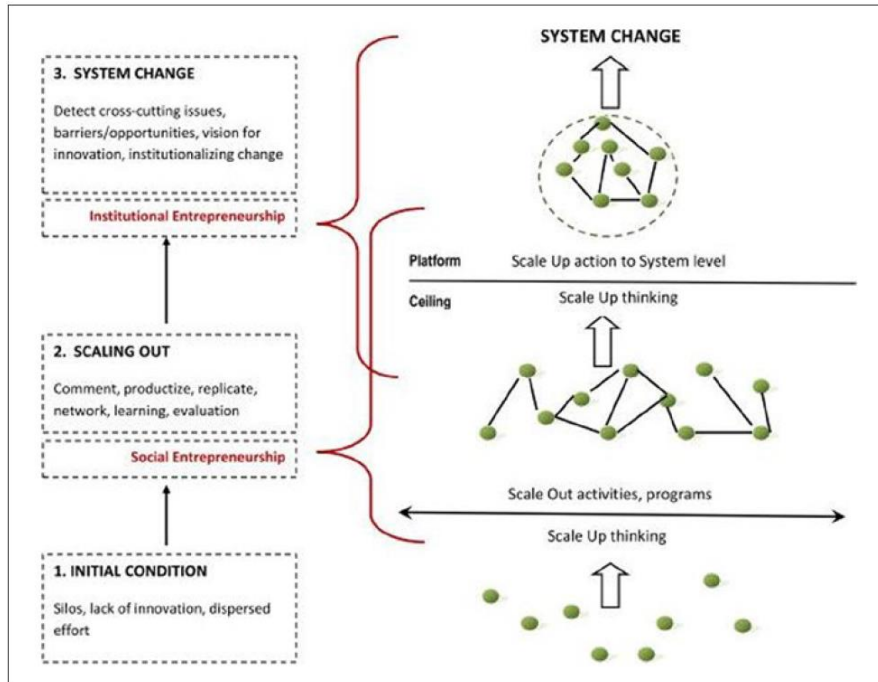 3. SYSTEM CHANGE
Detect cross-cutting issues,
barriers/opportunities, vision for
innovation, institutionalizing change
Institutional Entrepreneurship
2. SCALING OUT
Comment, productize, replicate,
network, learning, evaluation
Social Entrepreneurship
1. INITIAL CONDITION
Silos, lack of innovation, dispersed
effort
SYSTEM CHANGE
Platform
Scale Up action to System level
Ceiling
Scale Up thinking
Scale Out activities, programs
Scale Up thinking